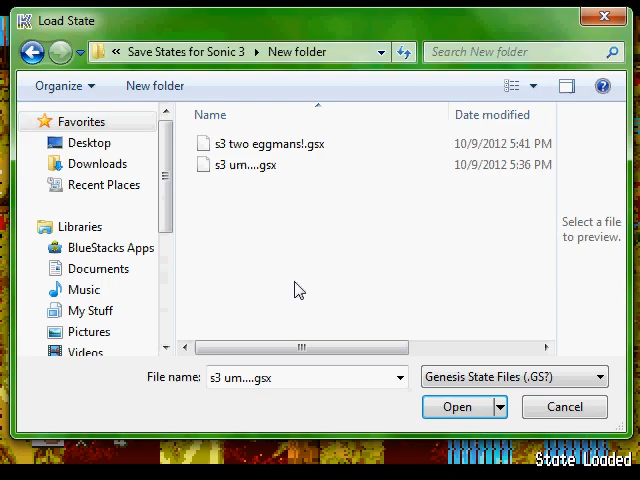 Load State
« Save States for Sonic 3 New folder
Search New folder
Organize New folder
Name Date modified
s3 two eggmans!.gsx 10/9/2012 5:41 PM
s3 um....gsx 10/9/2012 5:36 PM
Favorites
Desktop
Downloads
Recent Places
Libraries
BlueStacks Apps
Documents
Music
My Stuff
Pictures
Videos
Select a file
to preview.
File name: s3 um....gsx
Genesis State Files (.GS?)
Open Cancel
State Loaded